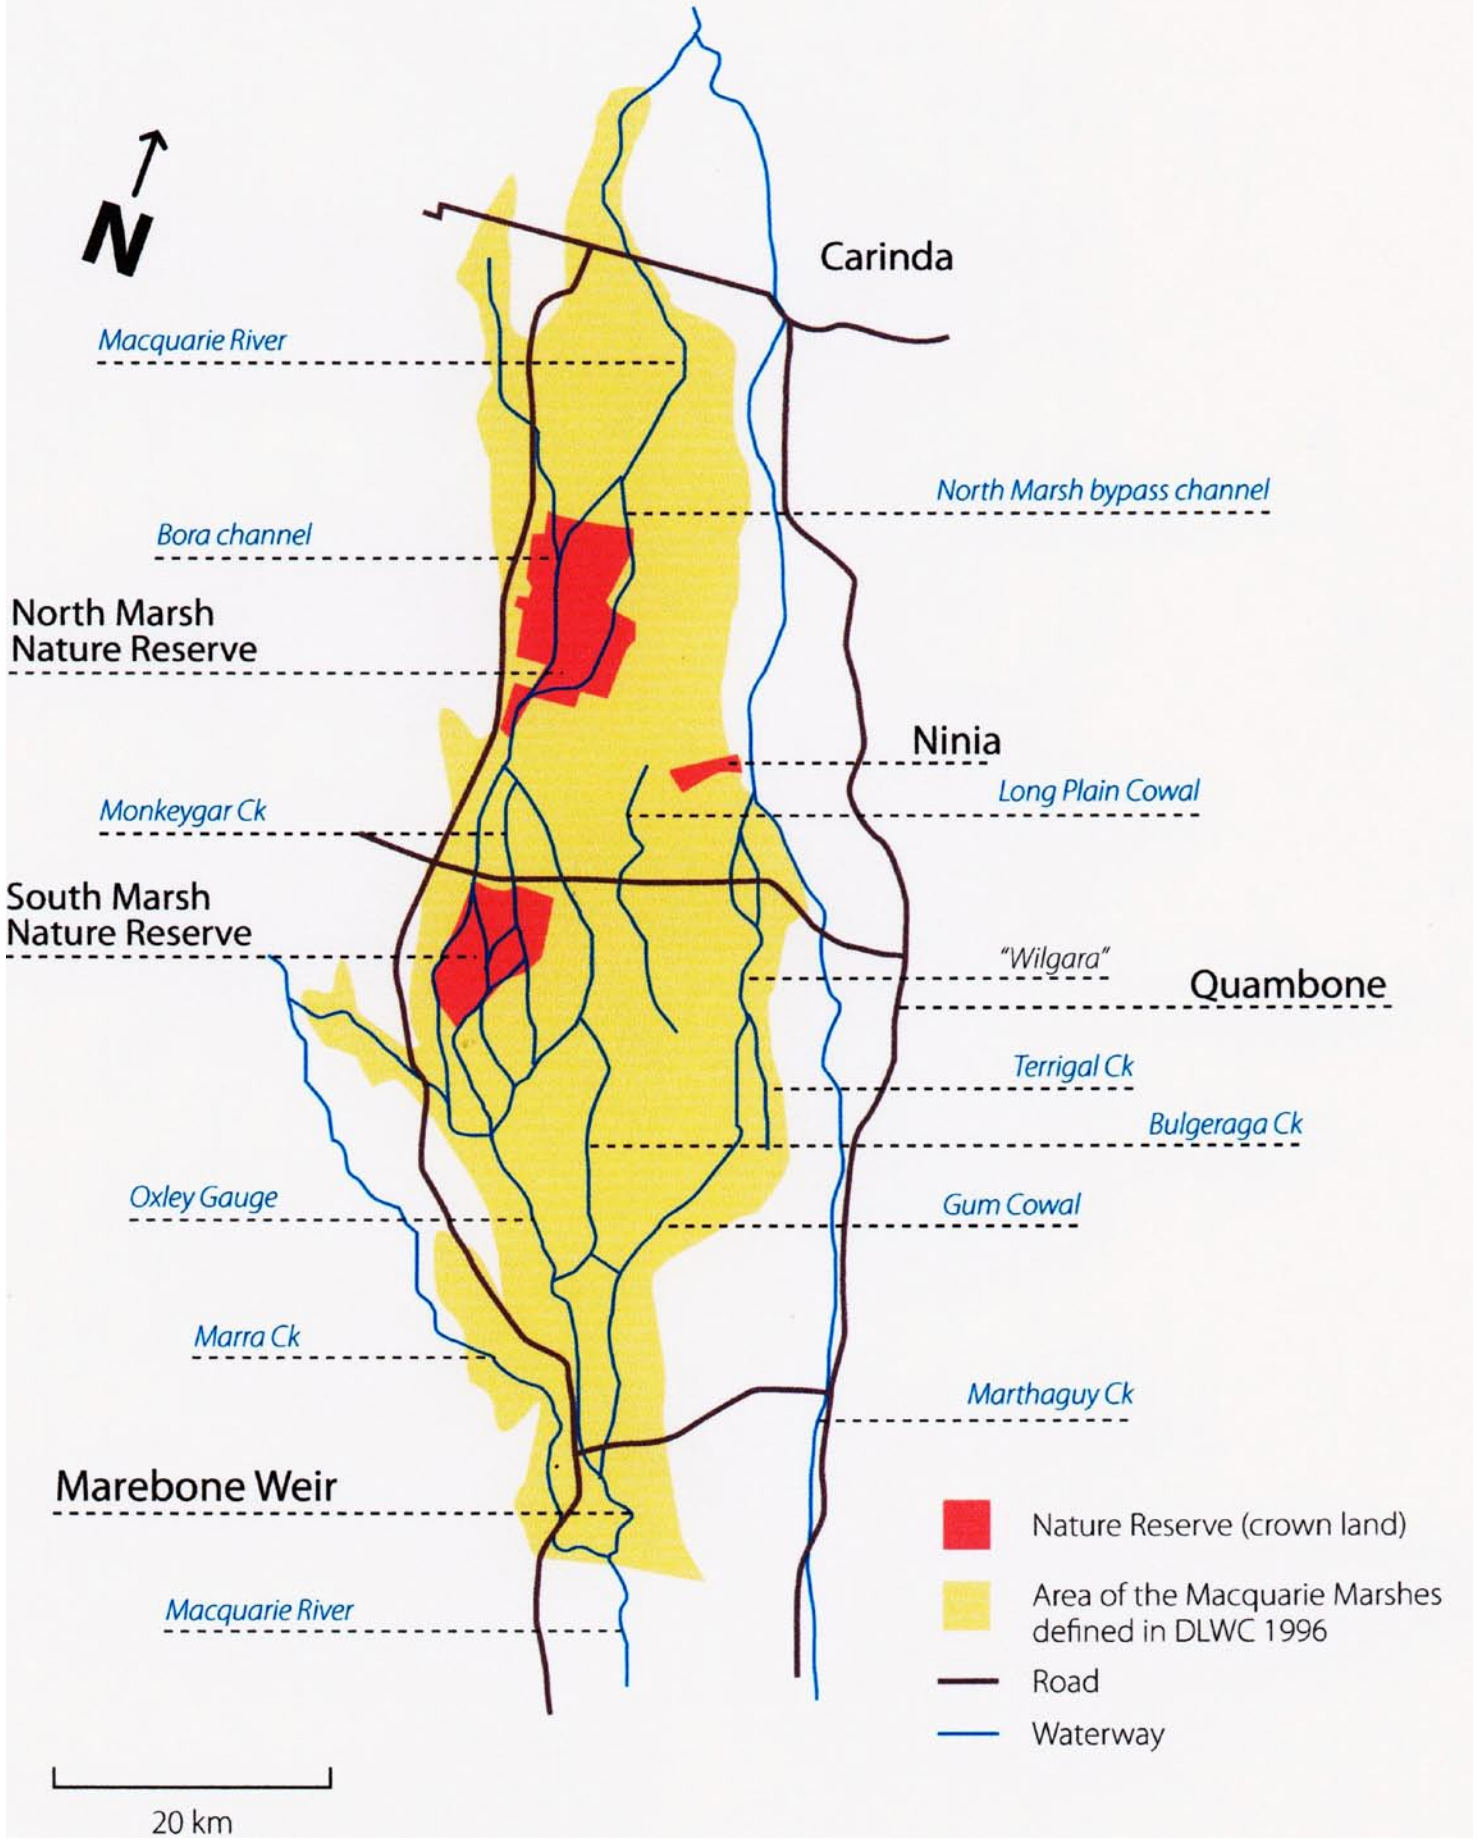 N
Carinda
Macquarie River
North Marsh bypass channel
Bora channel
North Marsh
Nature Reserve
Ninia
Long Plain Cowal
Monkeygar Ck
South Marsh
Nature Reserve
"Wilgara"
Quambone
Terrigal Ck
Bulgeraga Ck
Oxley Gauge
Gum Cowal
Marra Ck
Marthaguy Ck
Marebone Weir
Nature Reserve (crown land)
Area of the Macquarie Marshes
defined in DLWC 1996
Macquarie River
Road
Waterway
20 km